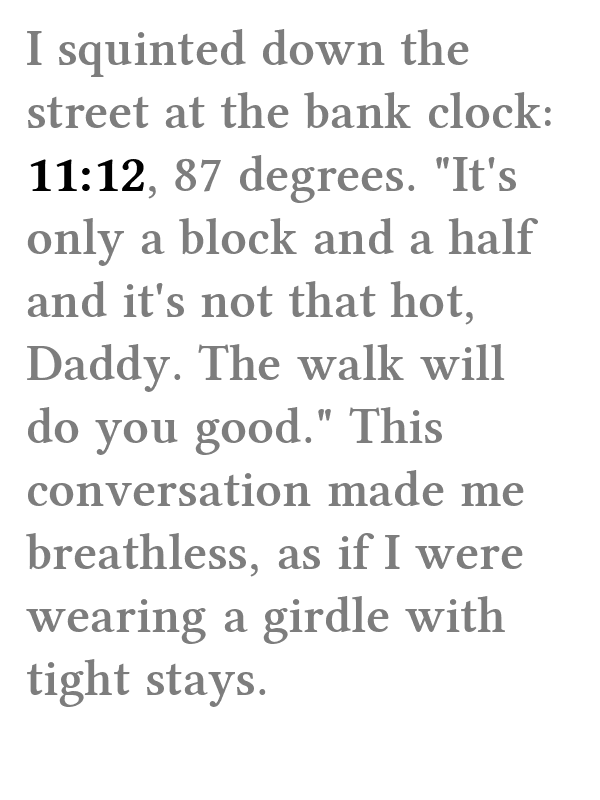 I squinted down the
street at the bank clock:
11:12, 87 degrees. "It's
only a block and a half
and it's not that hot,
Daddy. The walk will
do you good." This
conversation made me
breathless, as if I were
wearing a girdle with
tight stays.